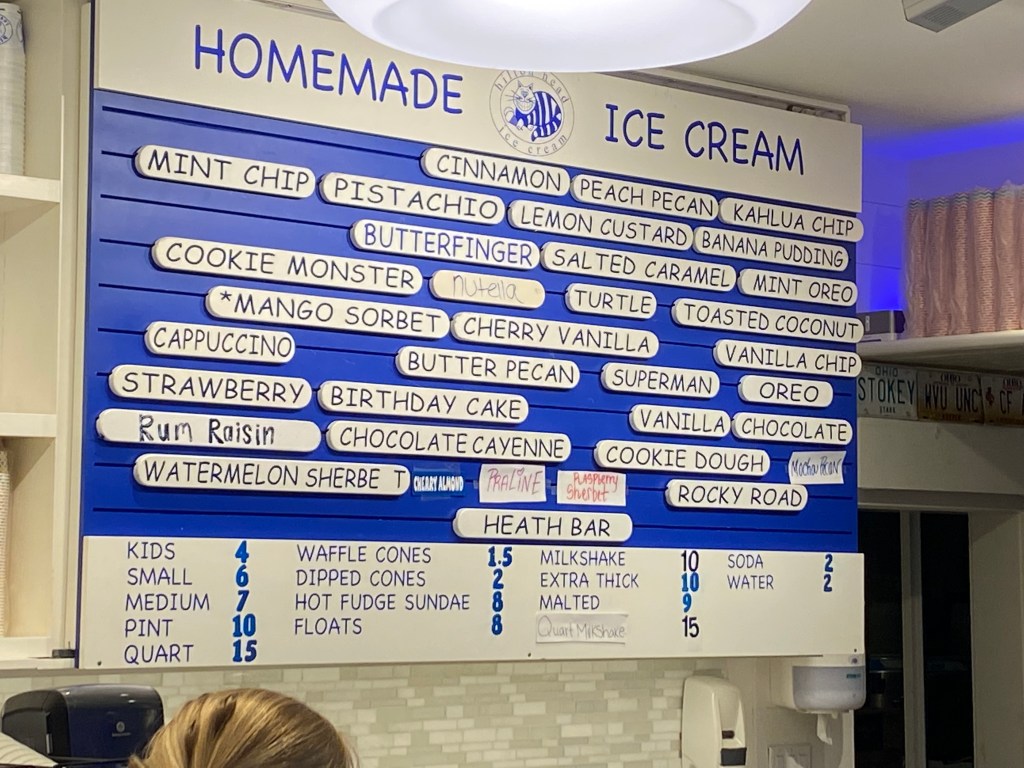 HOMEMADE ICE CREAM
hilton head
ice cream
MINT CHIP
CINNAMON
PEACH PECAN
KAHLUA CHIP
PISTACHIO
LEMON CUSTARD
BANANA PUDDING
BUTTERFINGER
SALTED CARAMEL
MINT OREO
COOKIE MONSTER
nutella
TURTLE
TOASTED COCONUT
*MANGO SORBET
CHERRY VANILLA
VANILLA CHIP
CAPPUCCINO
BUTTER PECAN
SUPERMAN
OREO
STRAWBERRY
BIRTHDAY CAKE
VANILLA
CHOCOLATE
Rum Raisin
CHOCOLATE CAYENNE
COOKIE DOUGH
WATERMELON SHERBE T
CHERRY ALMOND
PRALINE
Raspberry
Sherbet
ROCKY ROAD
HEATH BAR
KIDS 4
SMALL 6
MEDIUM 7
PINT 10
QUART 15
WAFFLE CONES 1.5
DIPPED CONES 2
HOT FUDGE SUNDAE 8
FLOATS 8
MILKSHAKE 10
EXTRA THICK 10
MALTED 9
Quart Milkshake 15
SODA 2
WATER 2
OHIO
STOKEY
WVU UNC
CF